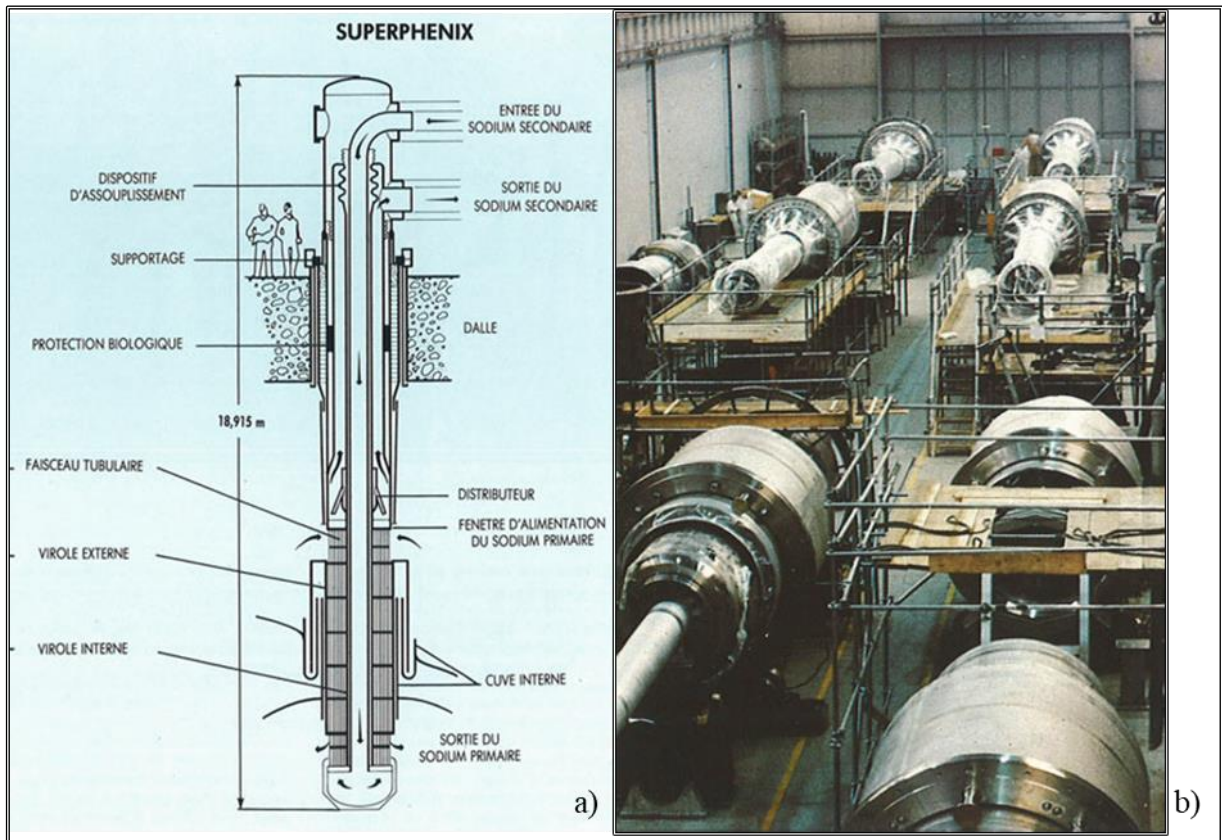 SUPERPHENIX
ENTREE DU
SODIUM SECONDAIRE
DISPOSITIF
D'ASSOUPLISSEMENT
SORTIE DU
SODIUM SECONDAIRE
SUPPORTAGE
DALLE
PROTECTION BIOLOGIQUE
18,915 m
FAISCEAU TUBULAIRE
DISTRIBUTEUR
FENETRE D'ALIMENTATION
DU SODIUM PRIMAIRE
VIROLE EXTERNE
VIROLE INTERNE
CUVE INTERNE
SORTIE DU
SODIUM PRIMAIRE
a)
b)